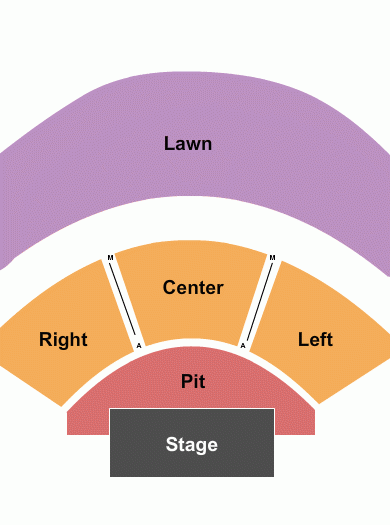 Lawn
M
M
Center
Right
Left
A
A
Pit
Stage